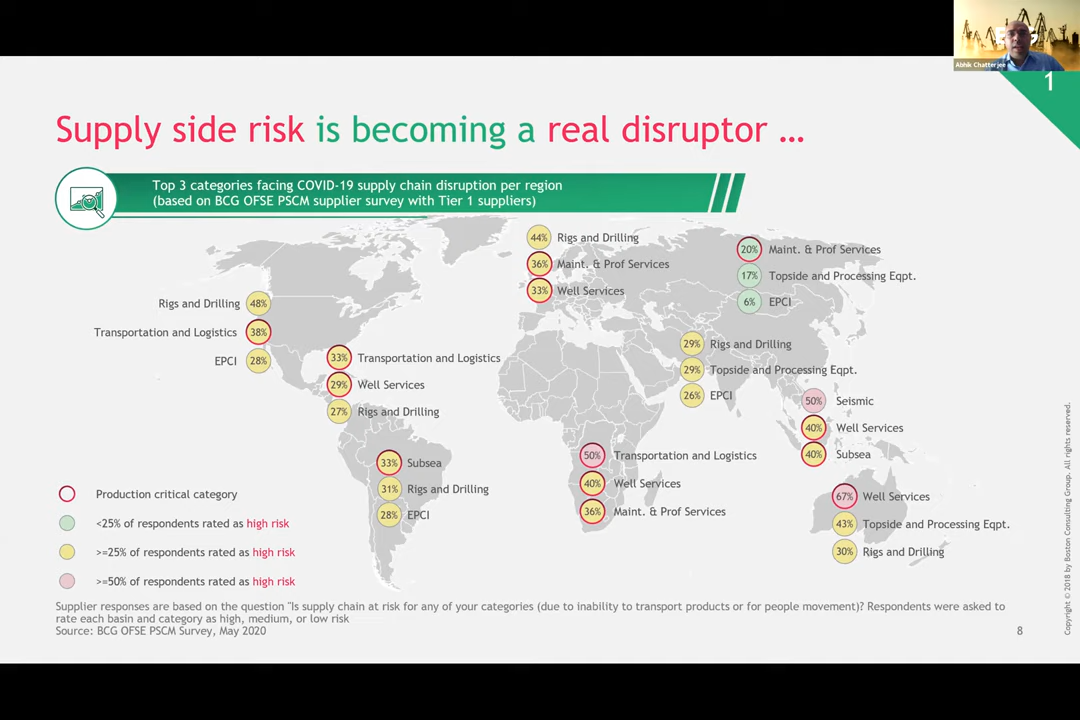 Abhik Chatterjee
1
Supply side risk is becoming a real disruptor ...
Top 3 categories facing COVID-19 supply chain disruption per region
(based on BCG OFSE PSCM supplier survey with Tier 1 suppliers)
44% Rigs and Drilling
36% Maint. & Prof Services
33% Well Services
20% Maint. & Prof Services
17% Topside and Processing Eqpt.
6% EPCI
Rigs and Drilling 48%
Transportation and Logistics 38%
EPCI 28%
33% Transportation and Logistics
29% Well Services
27% Rigs and Drilling
29% Rigs and Drilling
29% Topside and Processing Eqpt.
26% EPCI
50% Seismic
40% Well Services
40% Subsea
33% Subsea
31% Rigs and Drilling
28% EPCI
50% Transportation and Logistics
40% Well Services
36% Maint. & Prof Services
67% Well Services
43% Topside and Processing Eqpt.
30% Rigs and Drilling
Production critical category
<25% of respondents rated as high risk
>=25% of respondents rated as high risk
>=50% of respondents rated as high risk
Supplier responses are based on the question "Is supply chain at risk for any of your categories (due to inability to transport products or for people movement)? Respondents were asked to
rate each basin and category as high, medium, or low risk
Source: BCG OFSE PSCM Survey, May 2020
8
Copyright © 2018 by Boston Consulting Group. All rights reserved.